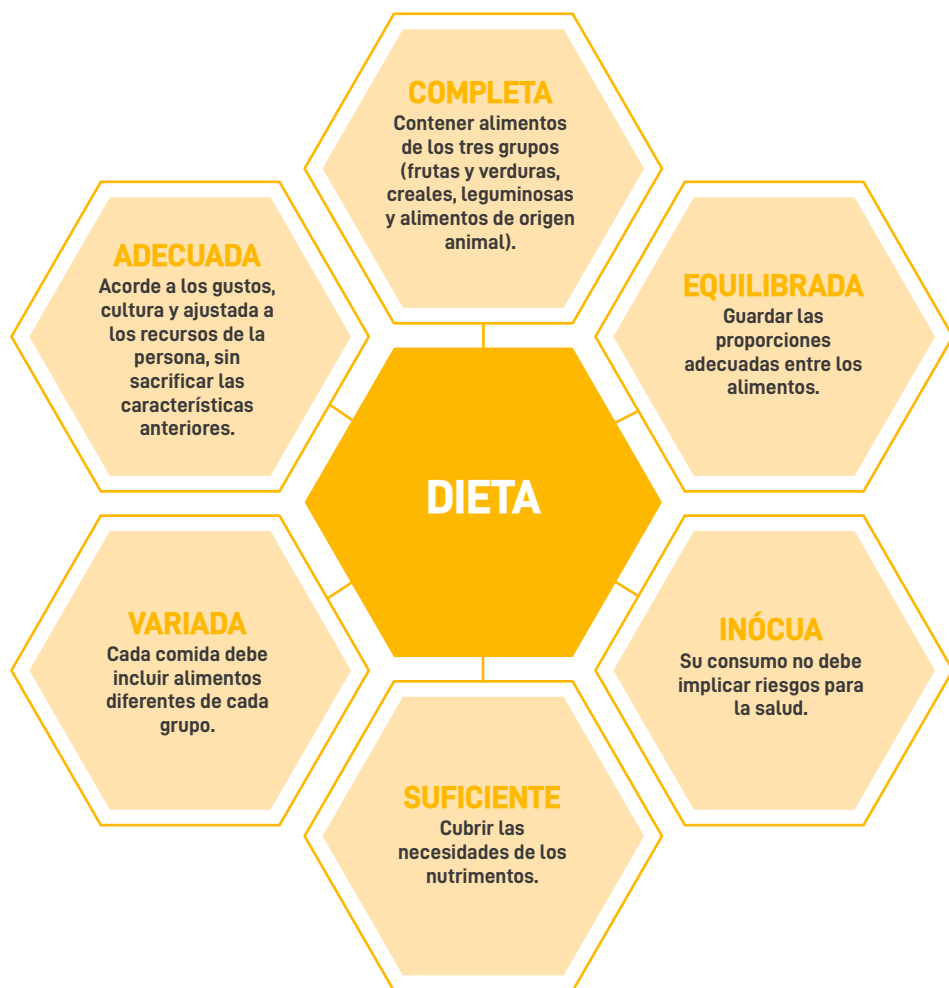 COMPLETA
Contener alimentos
de los tres grupos
(frutas y verduras,
creales, leguminosas
y alimentos de origen
animal).
EQUILIBRADA
Guardar las
proporciones
adecuadas entre los
alimentos.
INÓCUA
Su consumo no debe
implicar riesgos para
la salud.
SUFICIENTE
Cubrir las
necesidades de los
nutrimentos.
VARIADA
Cada comida debe
incluir alimentos
diferentes de cada
grupo.
ADECUADA
Acorde a los gustos,
cultura y ajustada a
los recursos de la
persona, sin
sacrificar las
características
anteriores.
DIETA